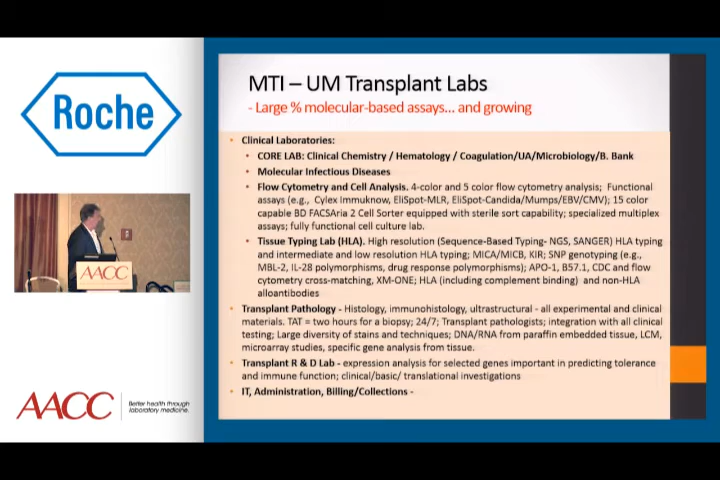 Roche
AACC
AACC
Better health through
laboratory medicine.
MTI – UM Transplant Labs
- Large % molecular-based assays... and growing
• Clinical Laboratories:
• CORE LAB: Clinical Chemistry / Hematology / Coagulation/UA/Microbiology/B. Bank
• Molecular Infectious Diseases
• Flow Cytometry and Cell Analysis. 4-color and 5 color flow cytometry analysis; Functional
assays (e.g., Cylex Immuknow, EliSpot-MLR, EliSpot-Candida/Mumps/EBV/CMV); 15 color
capable BD FACSAria 2 Cell Sorter equipped with sterile sort capability; specialized multiplex
assays; fully functional cell culture lab.
• Tissue Typing Lab (HLA). High resolution (Sequence-Based Typing- NGS, SANGER) HLA typing
and intermediate and low resolution HLA typing; MICA/MICB, KIR; SNP genotyping (e.g.,
MBL-2, IL-28 polymorphisms, drug response polymorphisms); APO-1, B57.1, CDC and flow
cytometry cross-matching, XM-ONE; HLA (including complement binding) and non-HLA
alloantibodies
• Transplant Pathology - Histology, immunohistology, ultrastructural - all experimental and clinical
materials. TAT = two hours for a biopsy; 24/7; Transplant pathologists; integration with all clinical
testing; Large diversity of stains and techniques; DNA/RNA from paraffin embedded tissue, LCM,
microarray studies, specific gene analysis from tissue.
• Transplant R & D Lab - expression analysis for selected genes important in predicting tolerance
and immune function; clinical/basic/ translational investigations
• IT, Administration, Billing/Collections -